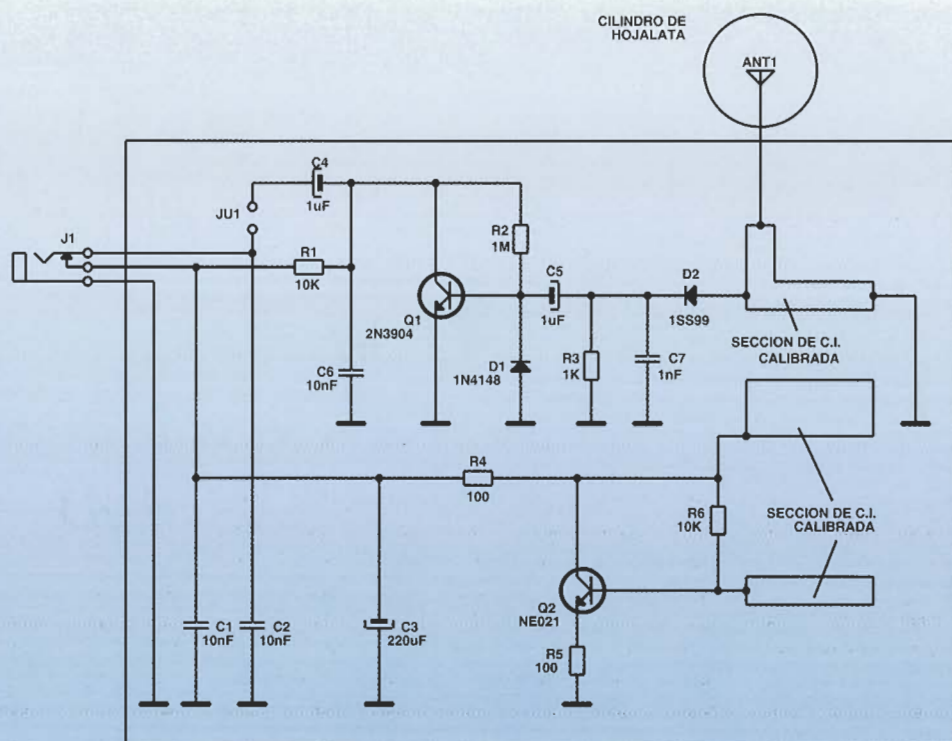 CILINDRO DE
HOJALATA
ANT1
C4
1uF
JU1
J1
R1
10K
R2
1M
C5
1uF
D2
1SS99
Q1
2N3904
SECCION DE C.I.
CALIBRADA
D1
1N4148
R3
1K
C7
1nF
C6
10nF
R4
100
R6
10K
SECCION DE C.I.
CALIBRADA
Q2
NE021
C1
10nF
C2
10nF
C3
220uF
R5
100